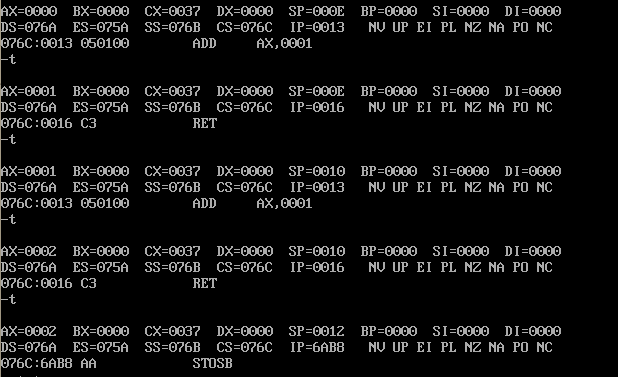 AX=0000  BX=0000  CX=0037  DX=0000  SP=000E  BP=0000  SI=0000  DI=0000
DS=076A  ES=075A  SS=076B  CS=076C  IP=0013   NV UP EI PL NZ NA PO NC
076C:0013 050100        ADD     AX,0001
-t
AX=0001  BX=0000  CX=0037  DX=0000  SP=000E  BP=0000  SI=0000  DI=0000
DS=076A  ES=075A  SS=076B  CS=076C  IP=0016   NV UP EI PL NZ NA PO NC
076C:0016 C3            RET
-t
AX=0001  BX=0000  CX=0037  DX=0000  SP=0010  BP=0000  SI=0000  DI=0000
DS=076A  ES=075A  SS=076B  CS=076C  IP=0013   NV UP EI PL NZ NA PO NC
076C:0013 050100        ADD     AX,0001
-t
AX=0002  BX=0000  CX=0037  DX=0000  SP=0010  BP=0000  SI=0000  DI=0000
DS=076A  ES=075A  SS=076B  CS=076C  IP=0016   NV UP EI PL NZ NA PO NC
076C:0016 C3            RET
-t
AX=0002  BX=0000  CX=0037  DX=0000  SP=0012  BP=0000  SI=0000  DI=0000
DS=076A  ES=075A  SS=076B  CS=076C  IP=6AB8   NV UP EI PL NZ NA PO NC
076C:6AB8 AA            STOSB